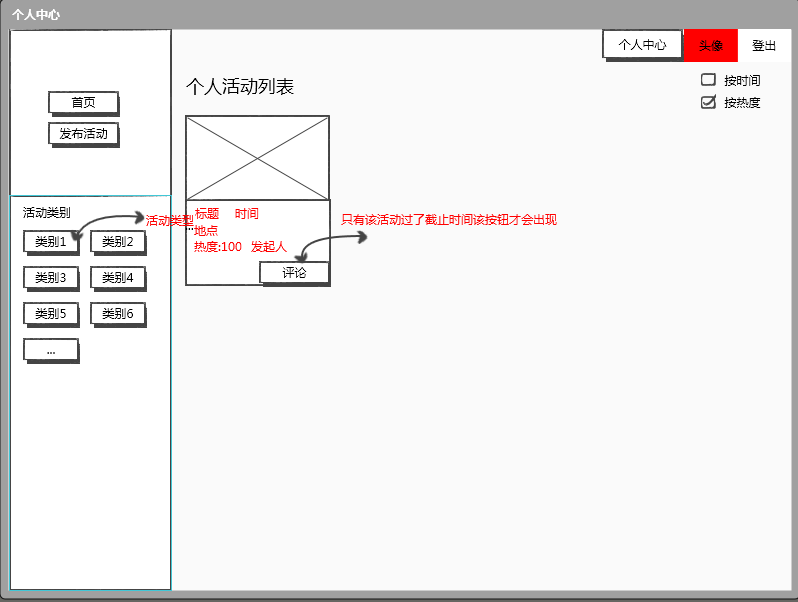 个人中心
个人中心
头像
登出
首页
发布活动
个人活动列表
按时间
按热度
活动类别
活动类型
类别1
类别2
类别3
类别4
类别5
类别6
...
标题 时间
地点
热度:100 发起人
评论
只有该活动过了截止时间该按钮才会出现